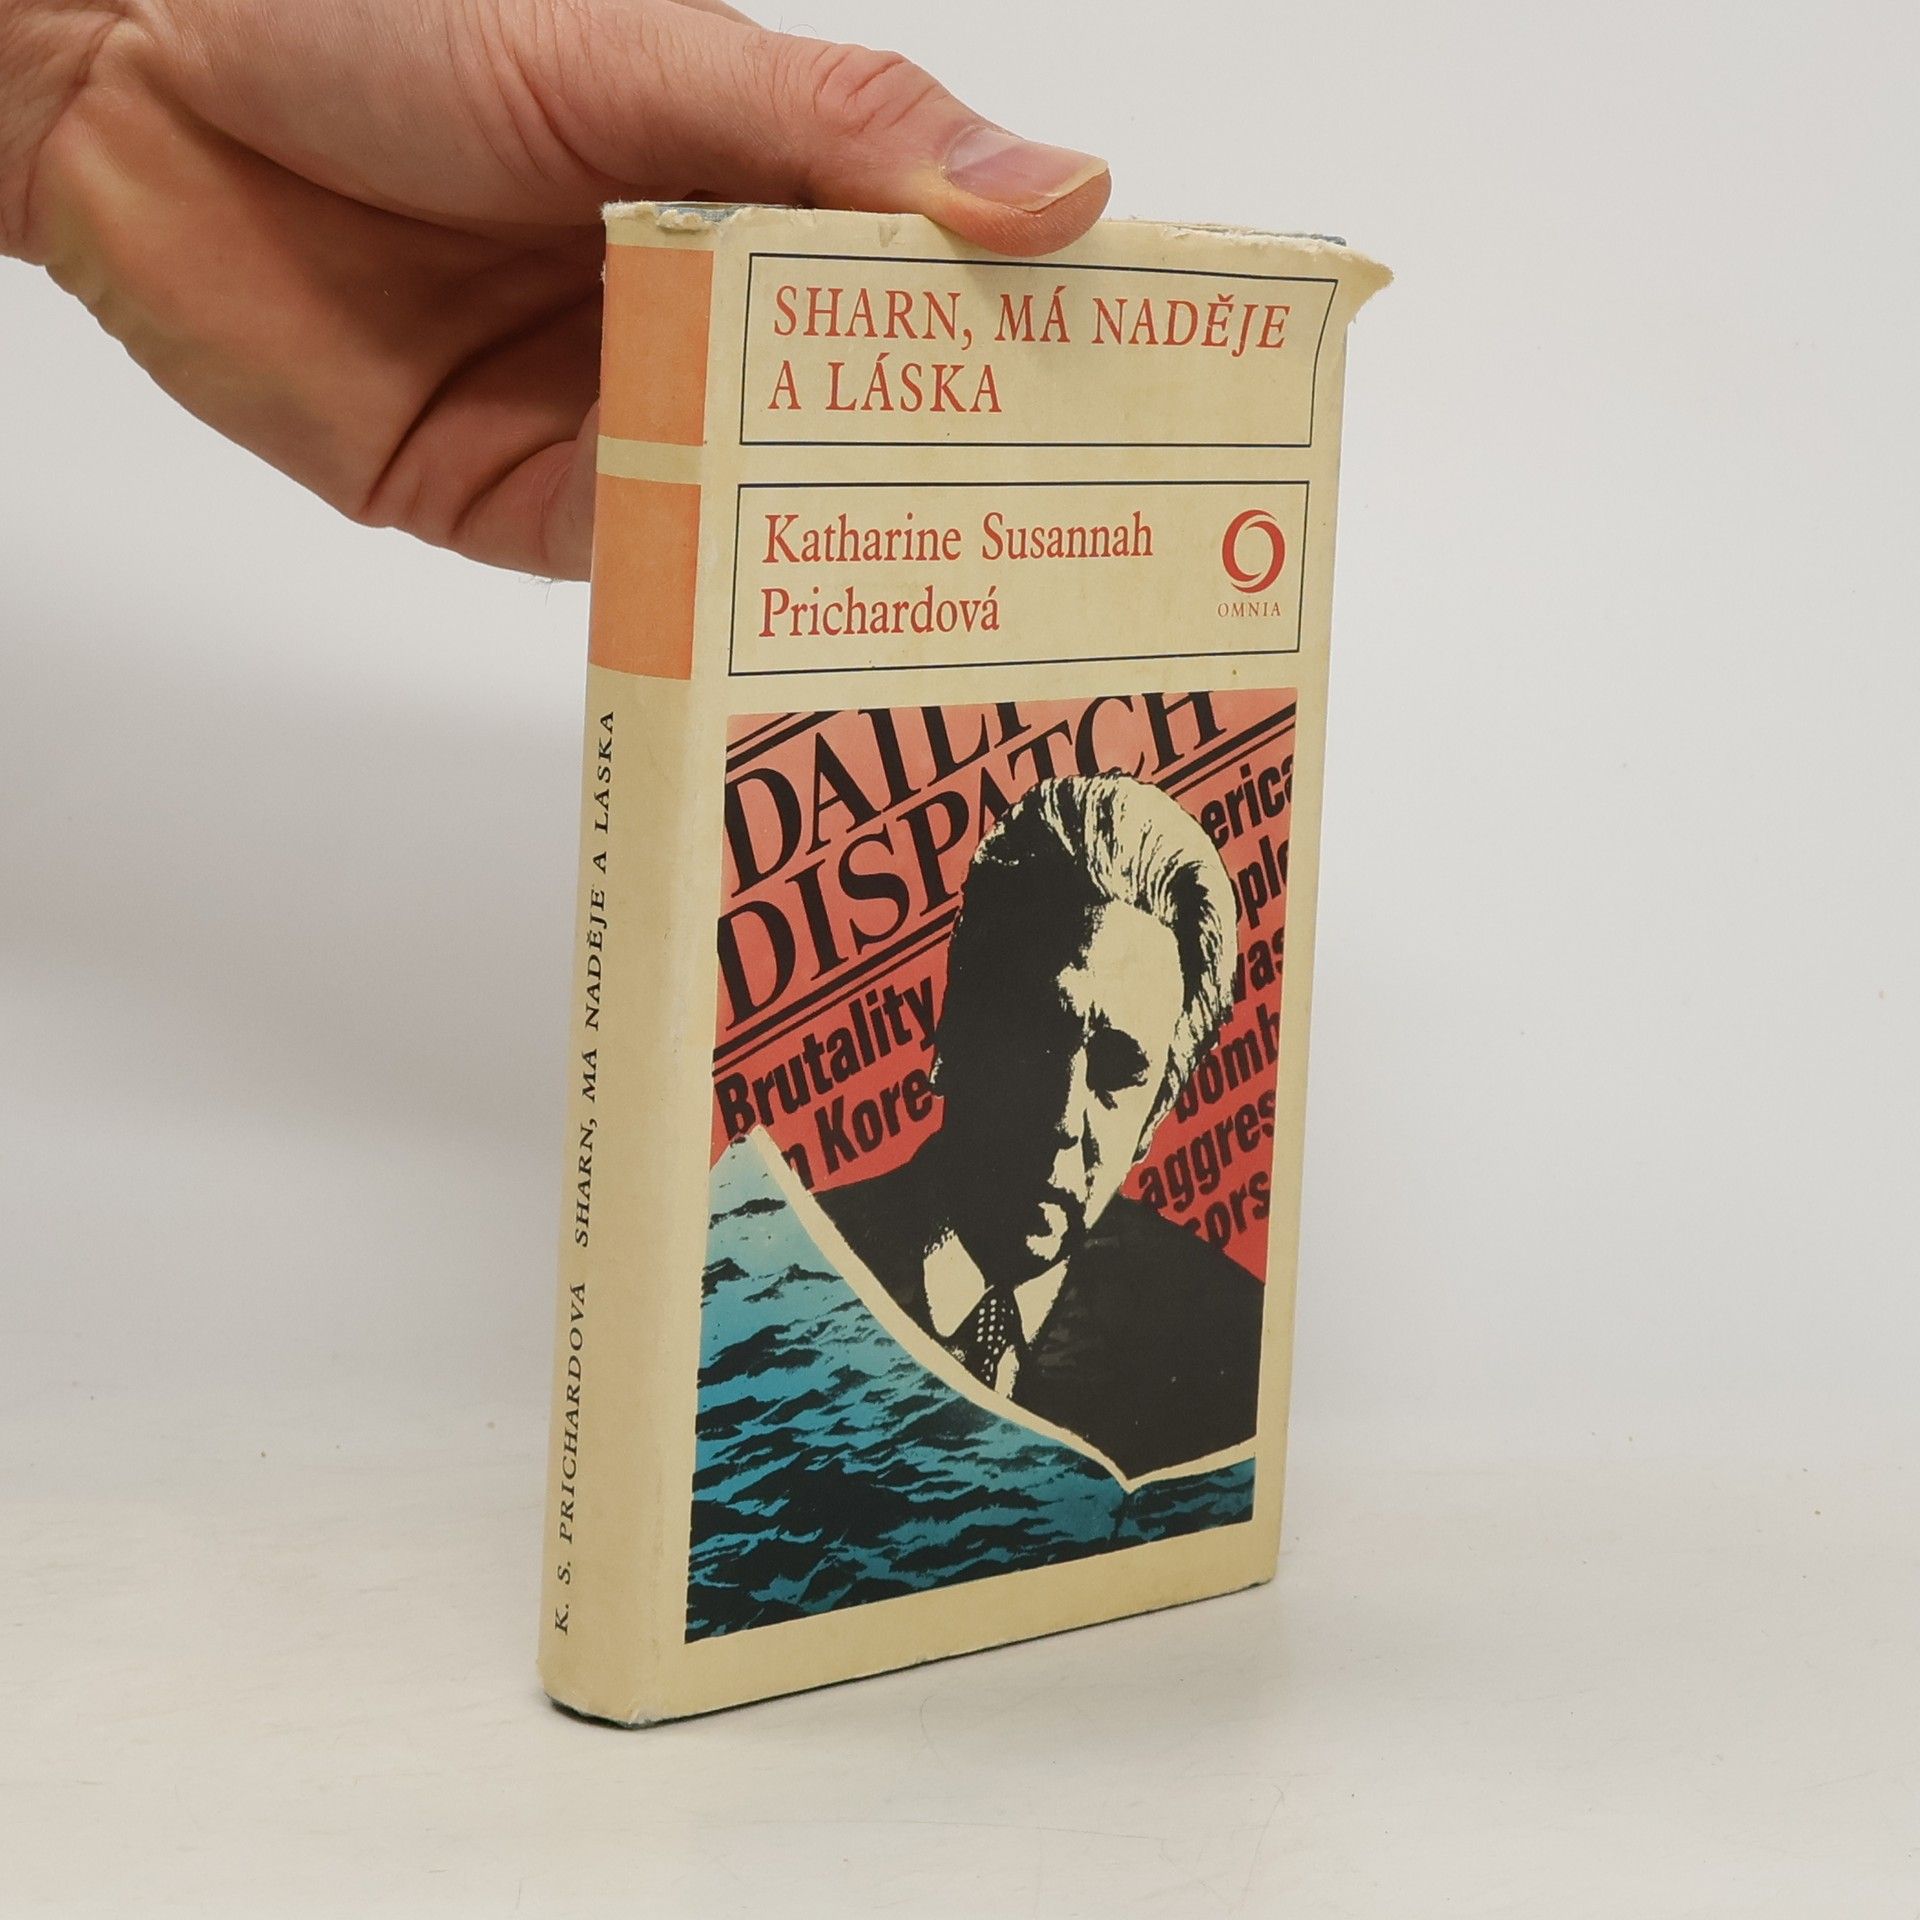 SHARN, MÁ NADĚJE
A LÁSKA
Katharine Susannah
Prichardová
OMNIA
DAILY
DISPATCH
Brutality
n Kore
erica
ople
was
bomb
aggres
sors
K. S. PRICHARDOVÁ SHARN, MÁ NADĚJE A LÁSKA